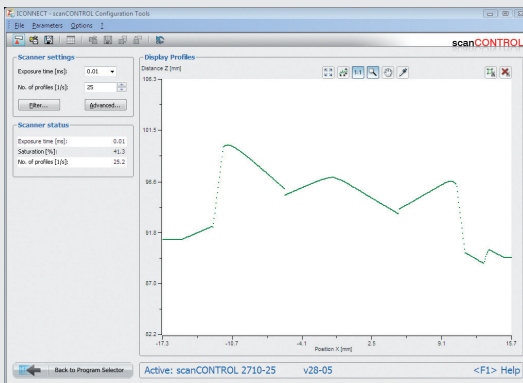 ICONNECT - scanCONTROL Configuration Tools
File Parameters Options ?
scanCONTROL
Scanner settings
Exposure time [ms]: 0.01
No. of profiles [1/s]: 25
Filter... Advanced...
Scanner status
Exposure time [ms]: 0.01
Saturation [%]: 41.3
No. of profiles [1/s]: 25.2
Display Profiles
Distance Z [mm]
1:1
106.3
101.5
96.6
91.8
87.0
82.2
-17.3 -10.7 -4.1 2.5 9.1 15.7
Position X [mm]
Back to Program Selector
Active: scanCONTROL 2710-25 v28-05 <F1> Help